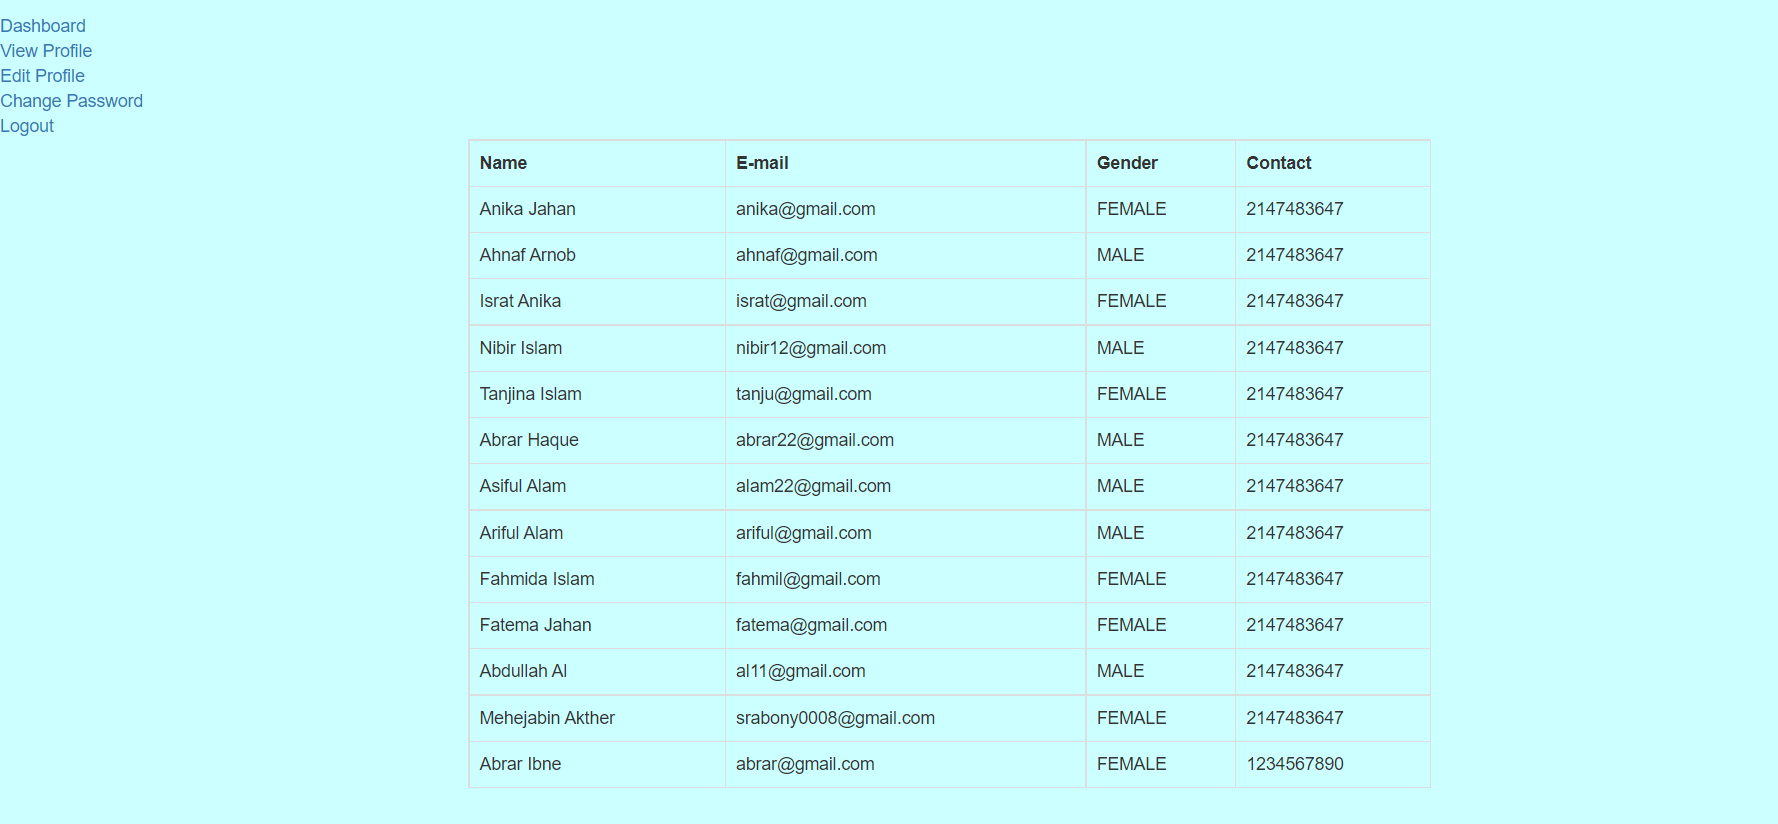 Dashboard
View Profile
Edit Profile
Change Password
Logout
Name E-mail Gender Contact
Anika Jahan anika@gmail.com FEMALE 2147483647
Ahnaf Arnob ahnaf@gmail.com MALE 2147483647
Israt Anika israt@gmail.com FEMALE 2147483647
Nibir Islam nibir12@gmail.com MALE 2147483647
Tanjina Islam tanju@gmail.com FEMALE 2147483647
Abrar Haque abrar22@gmail.com MALE 2147483647
Asiful Alam alam22@gmail.com MALE 2147483647
Ariful Alam ariful@gmail.com MALE 2147483647
Fahmida Islam fahmil@gmail.com FEMALE 2147483647
Fatema Jahan fatema@gmail.com FEMALE 2147483647
Abdullah Al al11@gmail.com MALE 2147483647
Mehejabin Akther srabony0008@gmail.com FEMALE 2147483647
Abrar Ibne abrar@gmail.com FEMALE 1234567890